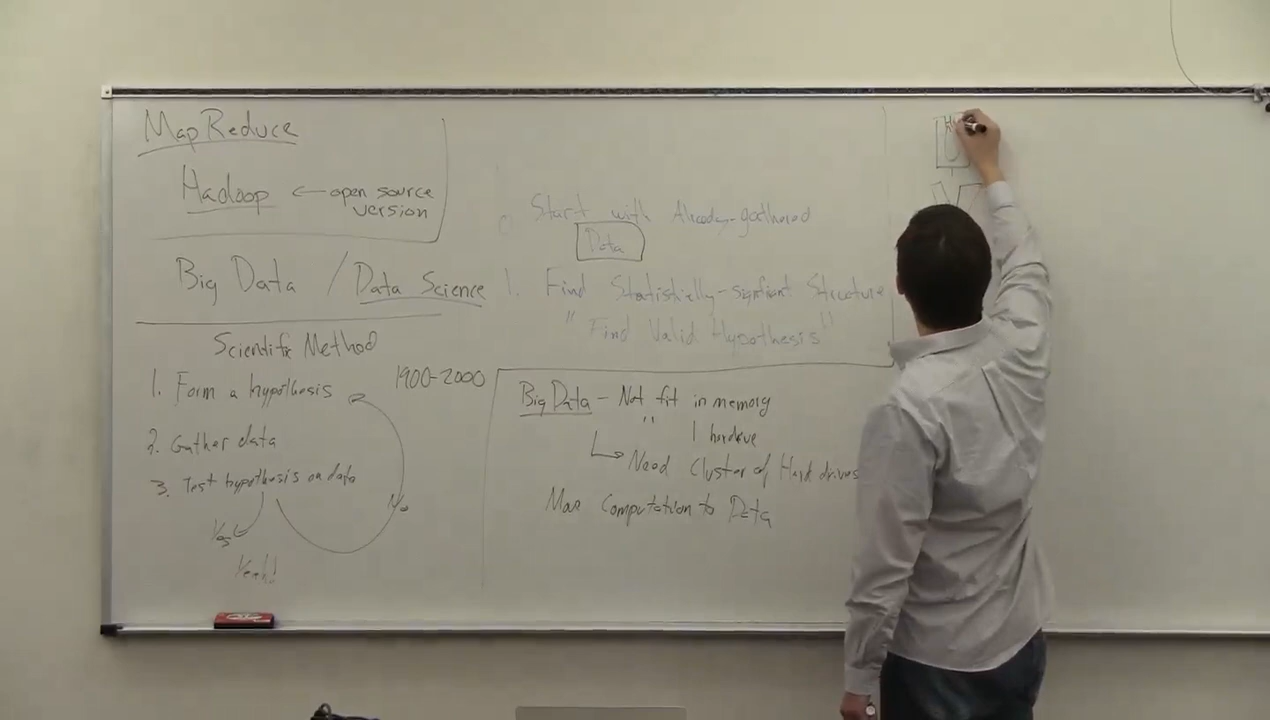 MapReduce
Hadoop ← open source
version
Big Data / Data Science
Scientific Method
1. Form a hypothesis
1900-2000
2. Gather data
3. Test hypothesis on data
No
Yes
Yeah!
0. Start with Already-gathered
Data
1. Find Statistially-signifiant Structure
"Find Valid Hypothesis"
Big Data - Not fit in memory
" 1 hardrive
Need Cluster of Hard drives
Move Computation to Data